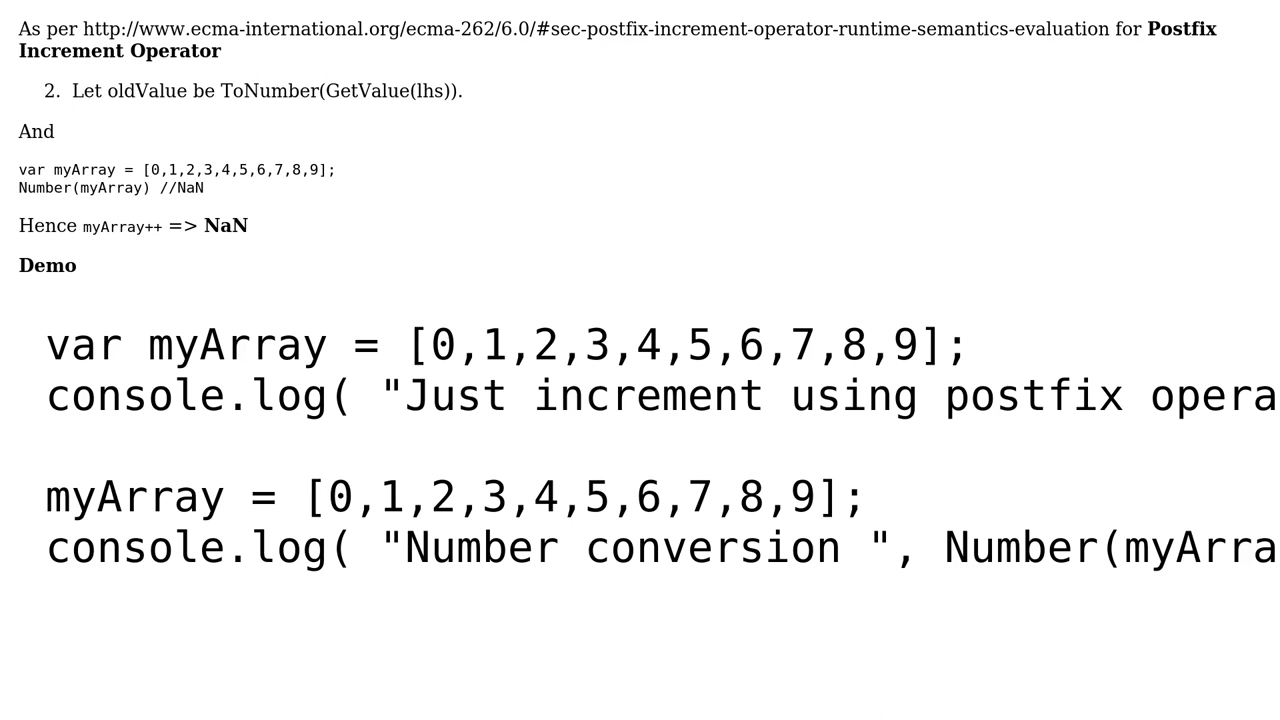 As per http://www.ecma-international.org/ecma-262/6.0/#sec-postfix-increment-operator-runtime-semantics-evaluation for Postfix
Increment Operator
2. Let oldValue be ToNumber(GetValue(lhs)).
And
var myArray = [0,1,2,3,4,5,6,7,8,9];
Number(myArray) //NaN
Hence myArray++ => NaN
Demo
var myArray = [0,1,2,3,4,5,6,7,8,9];
console.log( "Just increment using postfix opera
myArray = [0,1,2,3,4,5,6,7,8,9];
console.log( "Number conversion ", Number(myArra